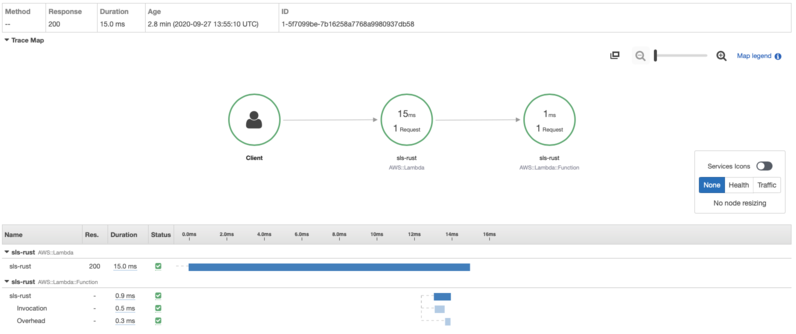 Method Response Duration Age ID
-- 200 15.0 ms 2.8 min (2020-09-27 13:55:10 UTC) 1-5f7099be-7b16258a7768a9980937db58
Trace Map
Map legend
15ms
1 Request
1ms
1 Request
Client
sls-rust
AWS::Lambda
sls-rust
AWS::Lambda::Function
Services Icons
None Health Traffic
No node resizing
Name Res. Duration Status 0.0ms 2.0ms 4.0ms 6.0ms 8.0ms 10ms 12ms 14ms 16ms
sls-rust AWS::Lambda
sls-rust 200 15.0 ms
sls-rust AWS::Lambda::Function
sls-rust - 0.9 ms
Invocation - 0.5 ms
Overhead - 0.3 ms